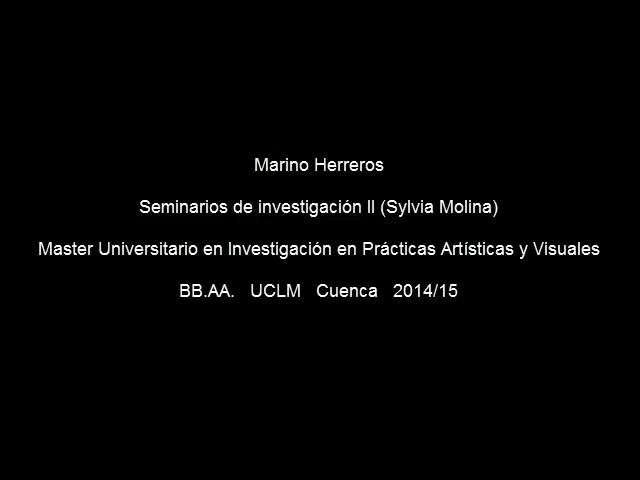 Marino Herreros
Seminarios de investigación II (Sylvia Molina)
Master Universitario en Investigación en Prácticas Artísticas y Visuales
BB.AA. UCLM Cuenca 2014/15